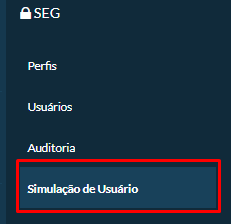 SEG
Perfis
Usuários
Auditoria
Simulação de Usuário